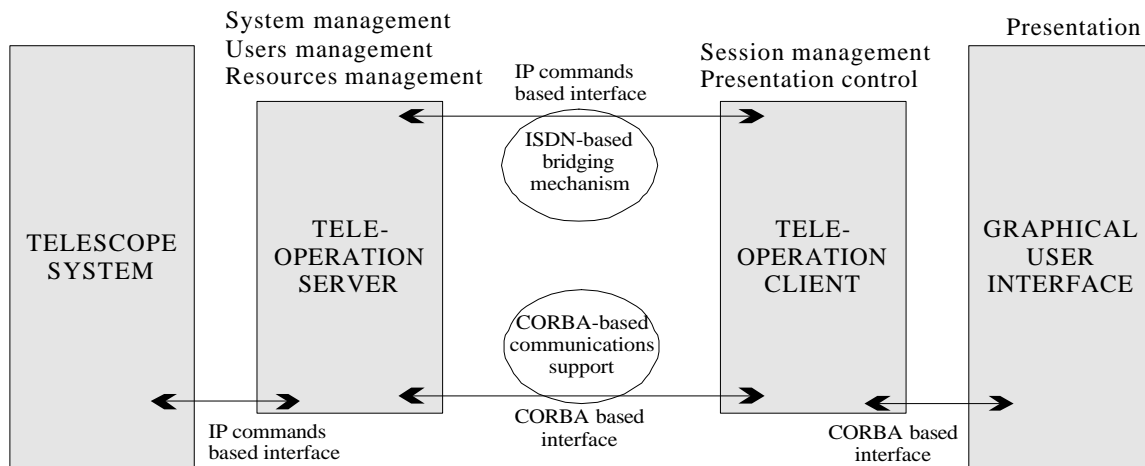 System management
Users management
Resources management
Session management
Presentation control
Presentation
IP commands
based interface
ISDN-based
bridging
mechanism
TELESCOPE
SYSTEM
TELE-
OPERATION
SERVER
TELE-
OPERATION
CLIENT
GRAPHICAL
USER
INTERFACE
CORBA-based
communications
support
CORBA based
interface
IP commands
based interface
CORBA based
interface